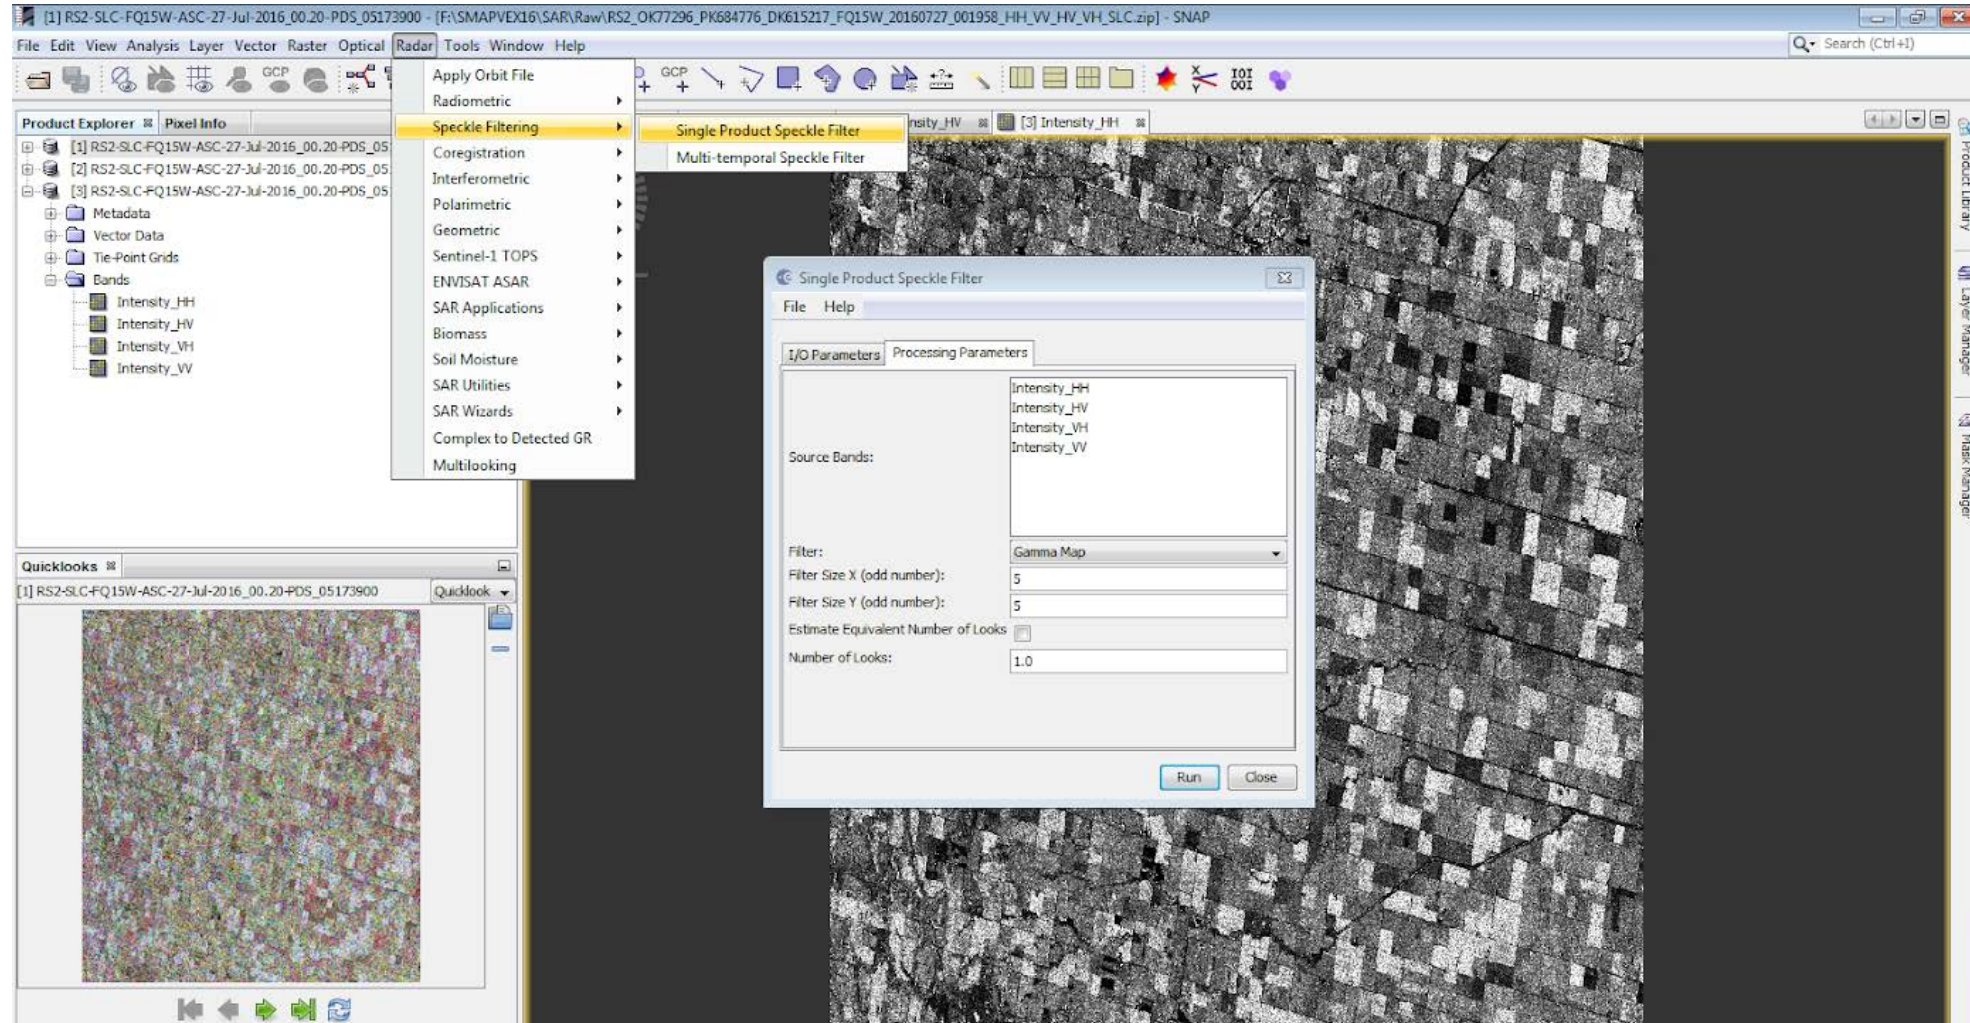 [1] RS2-SLC-FQ15W-ASC-27-Jul-2016_00.20-PDS_05173900 - [F:\SMAPVEX16\SAR\Raw\RS2_OK77296_PK684776_DK615217_FQ15W_20160727_001958_HH_VV_HV_VH_SLC.zip] - SNAP
File Edit View Analysis Layer Vector Raster Optical Radar Tools Window Help
Search (Ctrl+I)
GCP
GCP
Product Explorer
Pixel Info
nsity_HV
[3] Intensity_HH
[1] RS2-SLC-FQ15W-ASC-27-Jul-2016_00.20-PDS_05
[2] RS2-SLC-FQ15W-ASC-27-Jul-2016_00.20-PDS_05
[3] RS2-SLC-FQ15W-ASC-27-Jul-2016_00.20-PDS_05
Metadata
Vector Data
Tie-Point Grids
Bands
Intensity_HH
Intensity_HV
Intensity_VH
Intensity_VV
Apply Orbit File
Radiometric
Speckle Filtering
Coregistration
Interferometric
Polarimetric
Geometric
Sentinel-1 TOPS
ENVISAT ASAR
SAR Applications
Biomass
Soil Moisture
SAR Utilities
SAR Wizards
Complex to Detected GR
Multilooking
Single Product Speckle Filter
Multi-temporal Speckle Filter
Single Product Speckle Filter
File Help
I/O Parameters
Processing Parameters
Source Bands:
Intensity_HH
Intensity_HV
Intensity_VH
Intensity_VV
Filter:
Gamma Map
Filter Size X (odd number):
5
Filter Size Y (odd number):
5
Estimate Equivalent Number of Looks
Number of Looks:
1.0
Run
Close
Quicklooks
[1] RS2-SLC-FQ15W-ASC-27-Jul-2016_00.20-PDS_05173900
Quicklook
Product Library
Layer Manager
Mask Manager